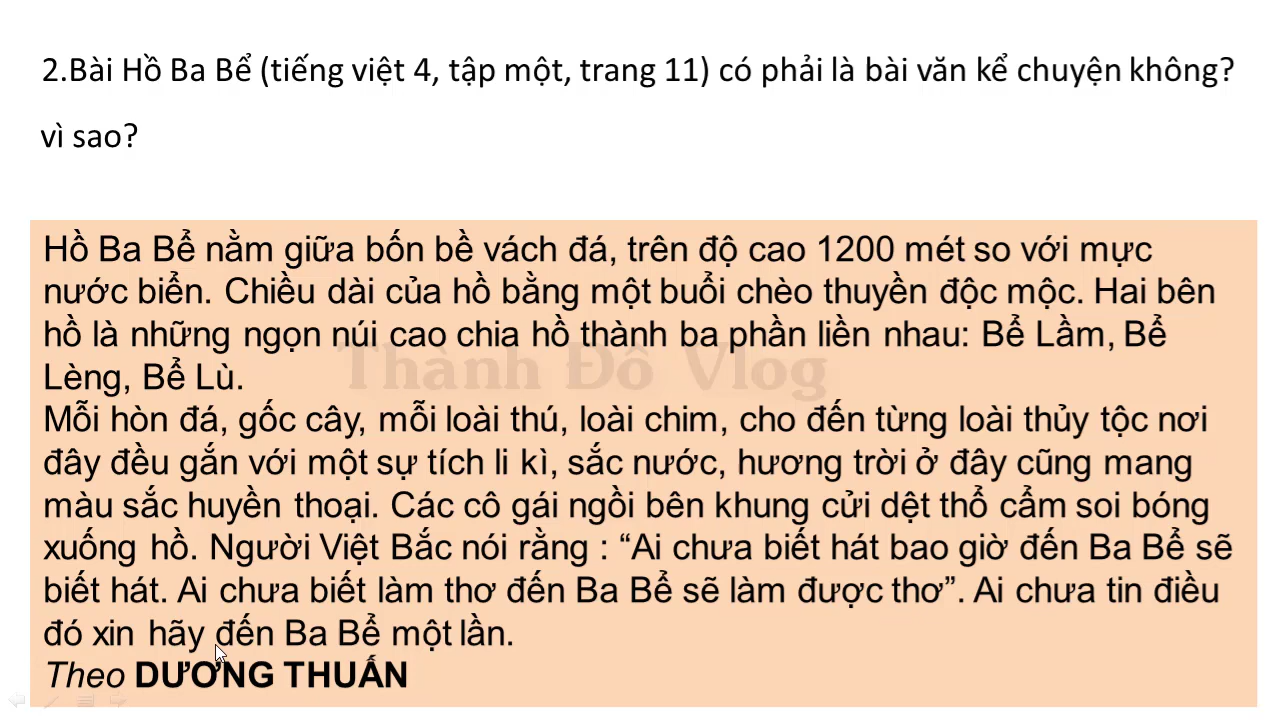 2.Bài Hồ Ba Bể (tiếng việt 4, tập một, trang 11) có phải là bài văn kể chuyện không?
vì sao?
Hồ Ba Bể nằm giữa bốn bề vách đá, trên độ cao 1200 mét so với mực
nước biển. Chiều dài của hồ bằng một buổi chèo thuyền độc mộc. Hai bên
hồ là những ngọn núi cao chia hồ thành ba phần liền nhau: Bể Lầm, Bể
Lèng, Bể Lù.
Thành Đô Vlog
Mỗi hòn đá, gốc cây, mỗi loài thú, loài chim, cho đến từng loài thủy tộc nơi
đây đều gắn với một sự tích li kì, sắc nước, hương trời ở đây cũng mang
màu sắc huyền thoại. Các cô gái ngồi bên khung cửi dệt thổ cẩm soi bóng
xuống hồ. Người Việt Bắc nói rằng : “Ai chưa biết hát bao giờ đến Ba Bể sẽ
biết hát. Ai chưa biết làm thơ đến Ba Bể sẽ làm được thơ”. Ai chưa tin điều
đó xin hãy đến Ba Bể một lần.
Theo DƯƠNG THUẤN